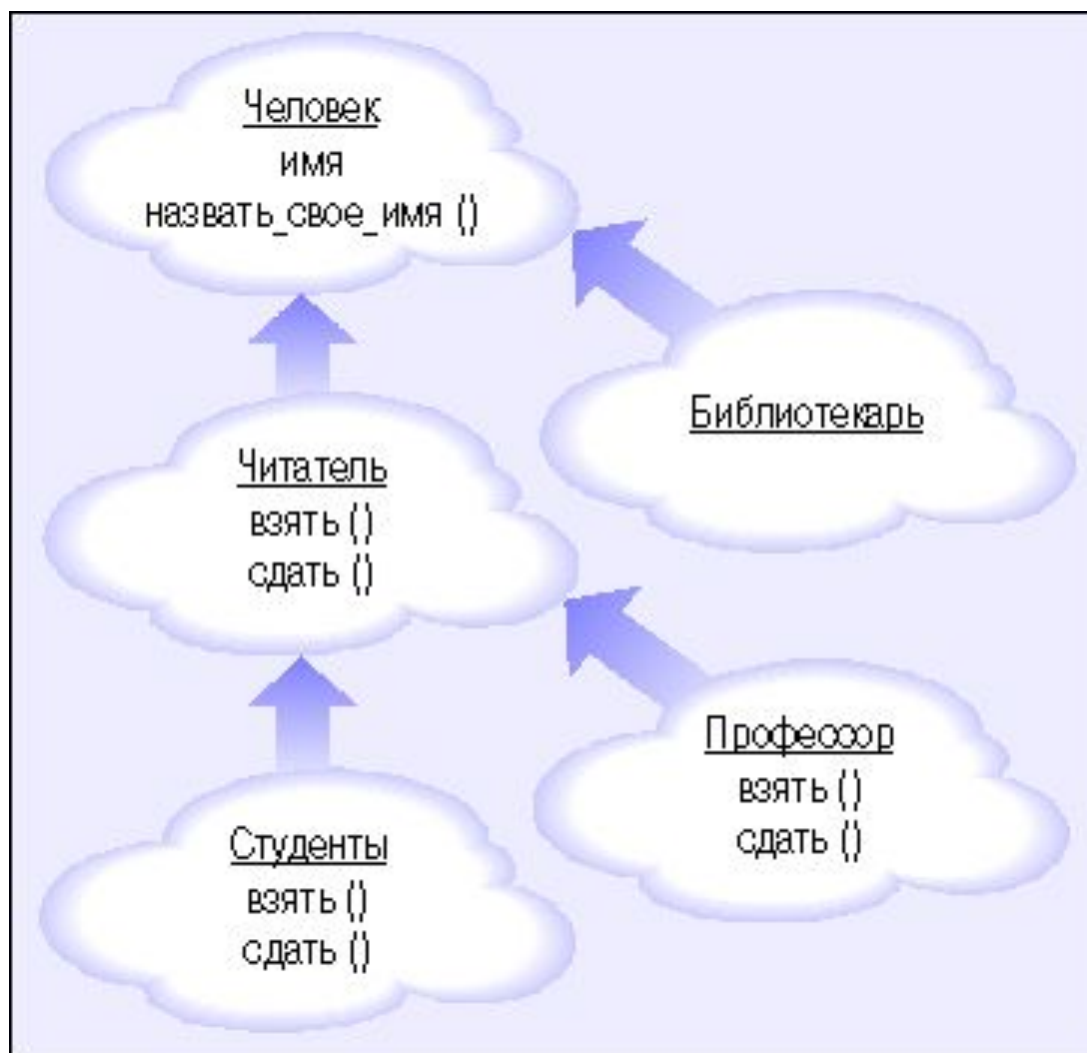 Человек
имя
назвать_свое_имя ()
Библиотекарь
Читатель
взять ()
сдать ()
Профессор
взять ()
сдать ()
Студенты
взять ()
сдать ()